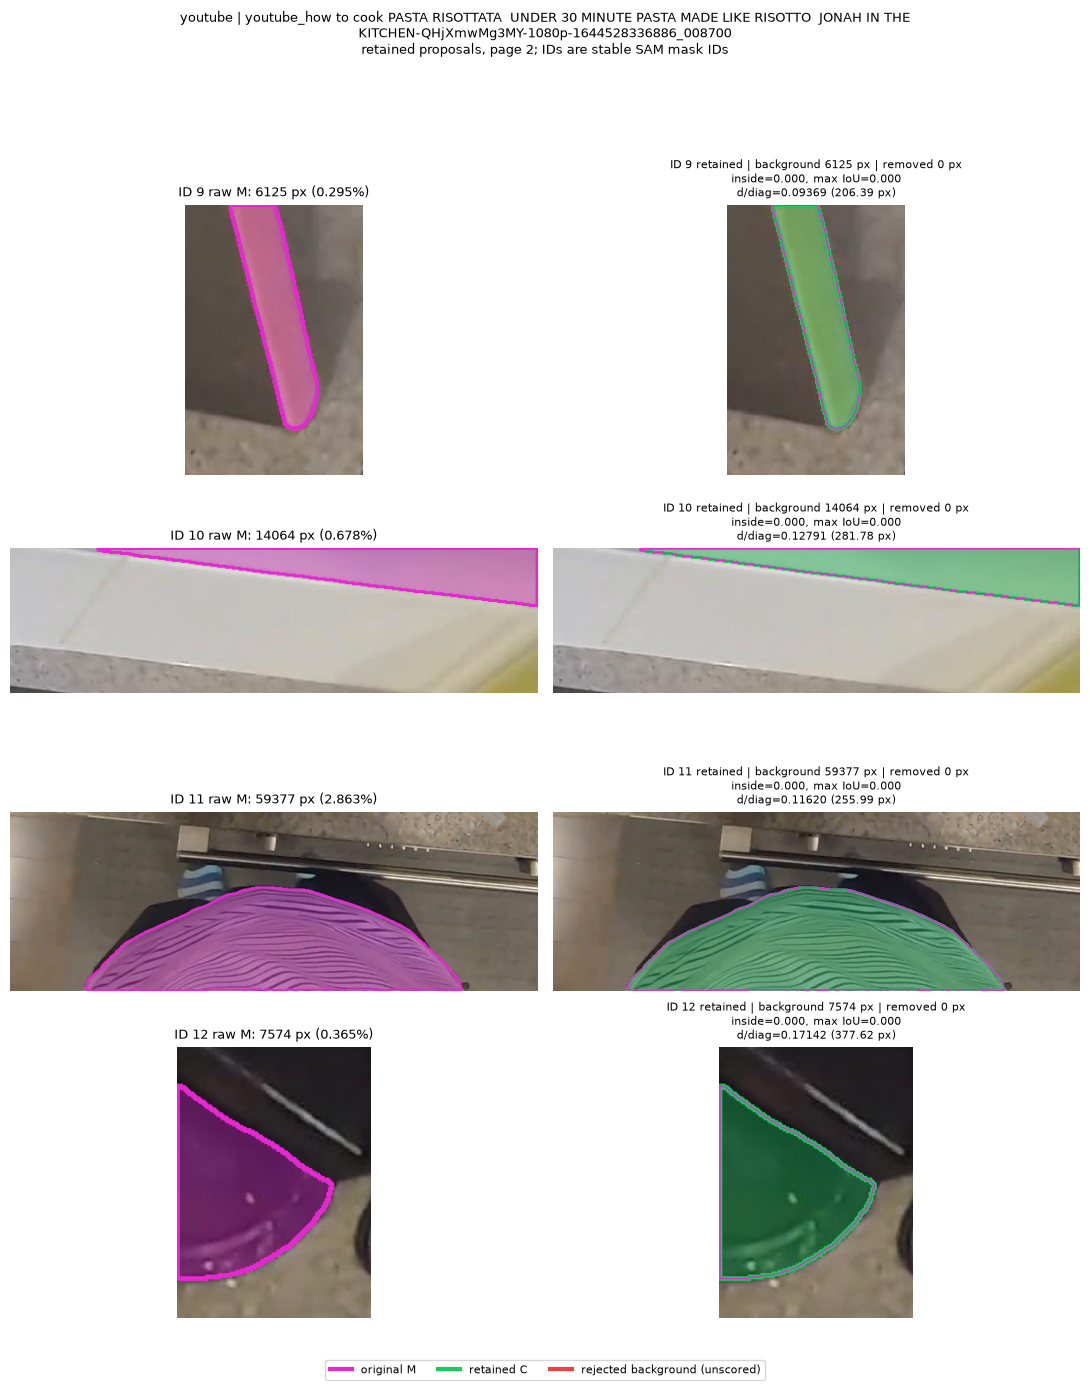 youtube | youtube_how to cook PASTA RISOTTATA  UNDER 30 MINUTE PASTA MADE LIKE RISOTTO  JONAH IN THE
KITCHEN-QHjXmwMg3MY-1080p-1644528336886_008700
retained proposals, page 2; IDs are stable SAM mask IDs
ID 9 raw M: 6125 px (0.295%)
ID 9 retained | background 6125 px | removed 0 px
inside=0.000, max IoU=0.000
d/diag=0.09369 (206.39 px)
ID 10 raw M: 14064 px (0.678%)
ID 10 retained | background 14064 px | removed 0 px
inside=0.000, max IoU=0.000
d/diag=0.12791 (281.78 px)
ID 11 raw M: 59377 px (2.863%)
ID 11 retained | background 59377 px | removed 0 px
inside=0.000, max IoU=0.000
d/diag=0.11620 (255.99 px)
ID 12 raw M: 7574 px (0.365%)
ID 12 retained | background 7574 px | removed 0 px
inside=0.000, max IoU=0.000
d/diag=0.17142 (377.62 px)
original M
retained C
rejected background (unscored)